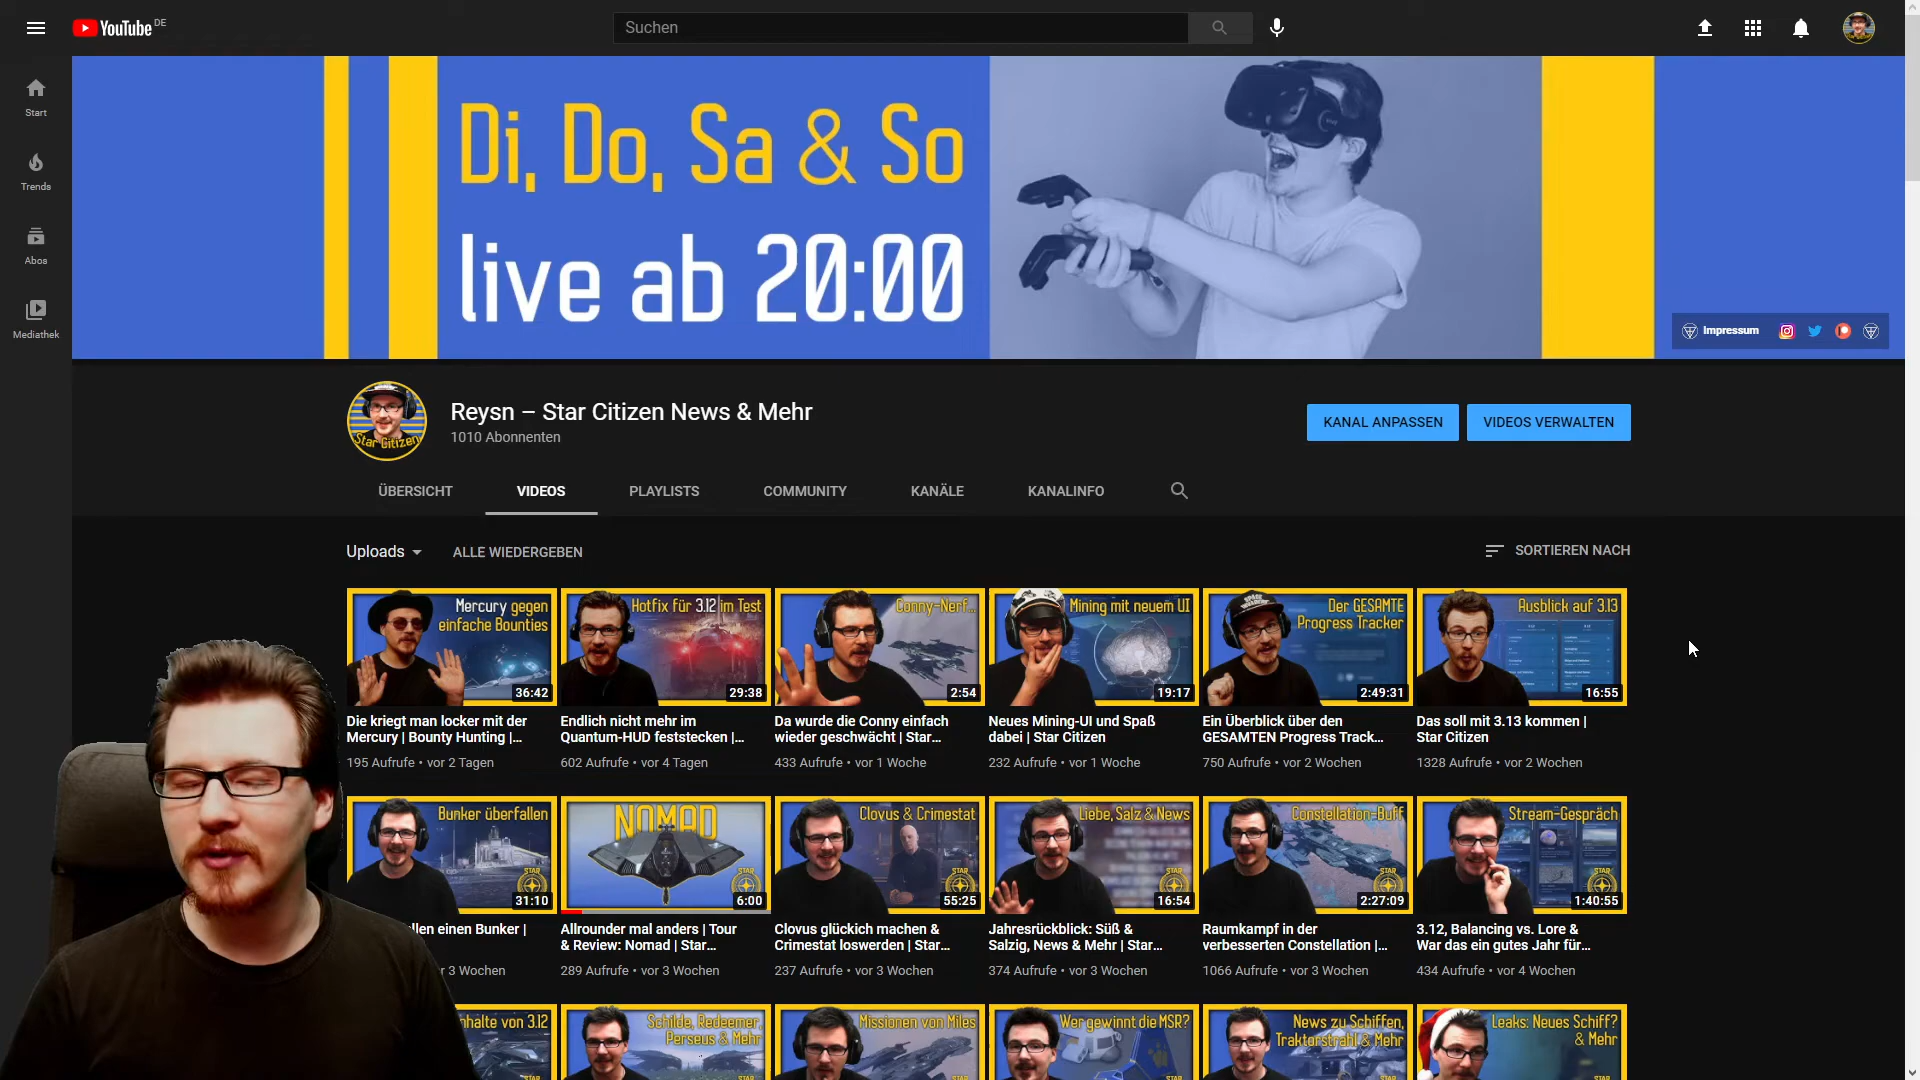 YouTube DE
Suchen
Start
Trends
Abos
Mediathek
Di, Do, Sa & So
live ab 20:00
Impressum
Star Citizen
Reysn – Star Citizen News & Mehr
1010 Abonnenten
KANAL ANPASSEN
VIDEOS VERWALTEN
ÜBERSICHT
VIDEOS
PLAYLISTS
COMMUNITY
KANÄLE
KANALINFO
Uploads
ALLE WIEDERGEBEN
SORTIEREN NACH
Mercury gegen
einfache Bounties
36:42
Die kriegt man locker mit der
Mercury | Bounty Hunting |...
195 Aufrufe • vor 2 Tagen
Hotfix für 3.12 im Test
29:38
Endlich nicht mehr im
Quantum-HUD feststecken |...
602 Aufrufe • vor 4 Tagen
Conny-Nerf...
2:54
Da wurde die Conny einfach
wieder geschwächt | Star...
433 Aufrufe • vor 1 Woche
Mining mit neuem UI
19:17
Neues Mining-UI und Spaß
dabei | Star Citizen
232 Aufrufe • vor 1 Woche
Der GESAMTE
Progress Tracker
2:49:31
Ein Überblick über den
GESAMTEN Progress Track...
750 Aufrufe • vor 2 Wochen
Ausblick auf 3.13
16:55
Das soll mit 3.13 kommen |
Star Citizen
1328 Aufrufe • vor 2 Wochen
Bunker überfallen
31:10
llen einen Bunker |
r 3 Wochen
NOMAD
STAR
6:00
Allrounder mal anders | Tour
& Review: Nomad | Star...
289 Aufrufe • vor 3 Wochen
Clovus & Crimestat
STAR
55:25
Clovus glücklich machen &
Crimestat loswerden | Star...
237 Aufrufe • vor 3 Wochen
Liebe, Salz & News
STAR
16:54
Jahresrückblick: Süß &
Salzig, News & Mehr | Star...
374 Aufrufe • vor 3 Wochen
Constellation-Buff
STAR
2:27:09
Raumkampf in der
verbesserten Constellation |...
1066 Aufrufe • vor 3 Wochen
Stream-Gespräch
STAR
1:40:55
3.12, Balancing vs. Lore &
War das ein gutes Jahr für...
434 Aufrufe • vor 4 Wochen
nhalte von 3.12
Schilde, Redeemer,
Perseus & Mehr
Missionen von Miles
Wer gewinnt die MSR?
News zu Schiffen,
Traktorstrahl & Mehr
Leaks: Neues Schiff?
& Mehr